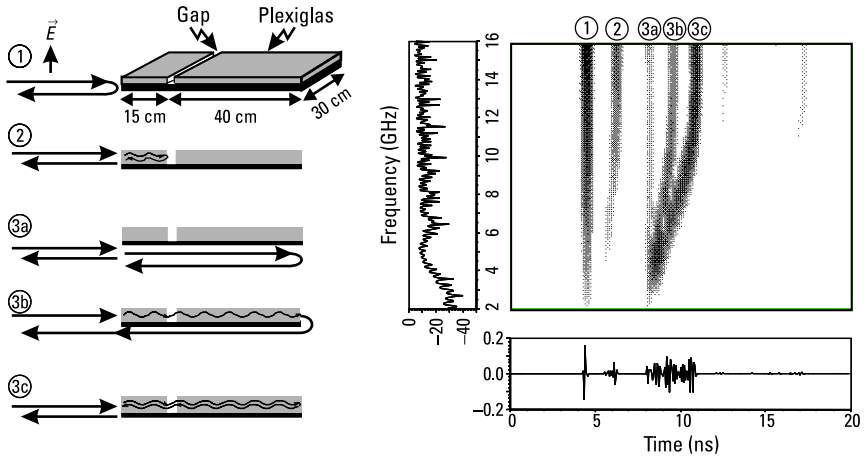 Gap Plexiglas
E
1
15 cm 40 cm 30 cm
2
3a
3b
3c
1 2 3a 3b 3c
Frequency (GHz)
16
14
12
10
8
6
4
2
0 -20 -40
0.2
0.0
-0.2
0 5 10 15 20
Time (ns)